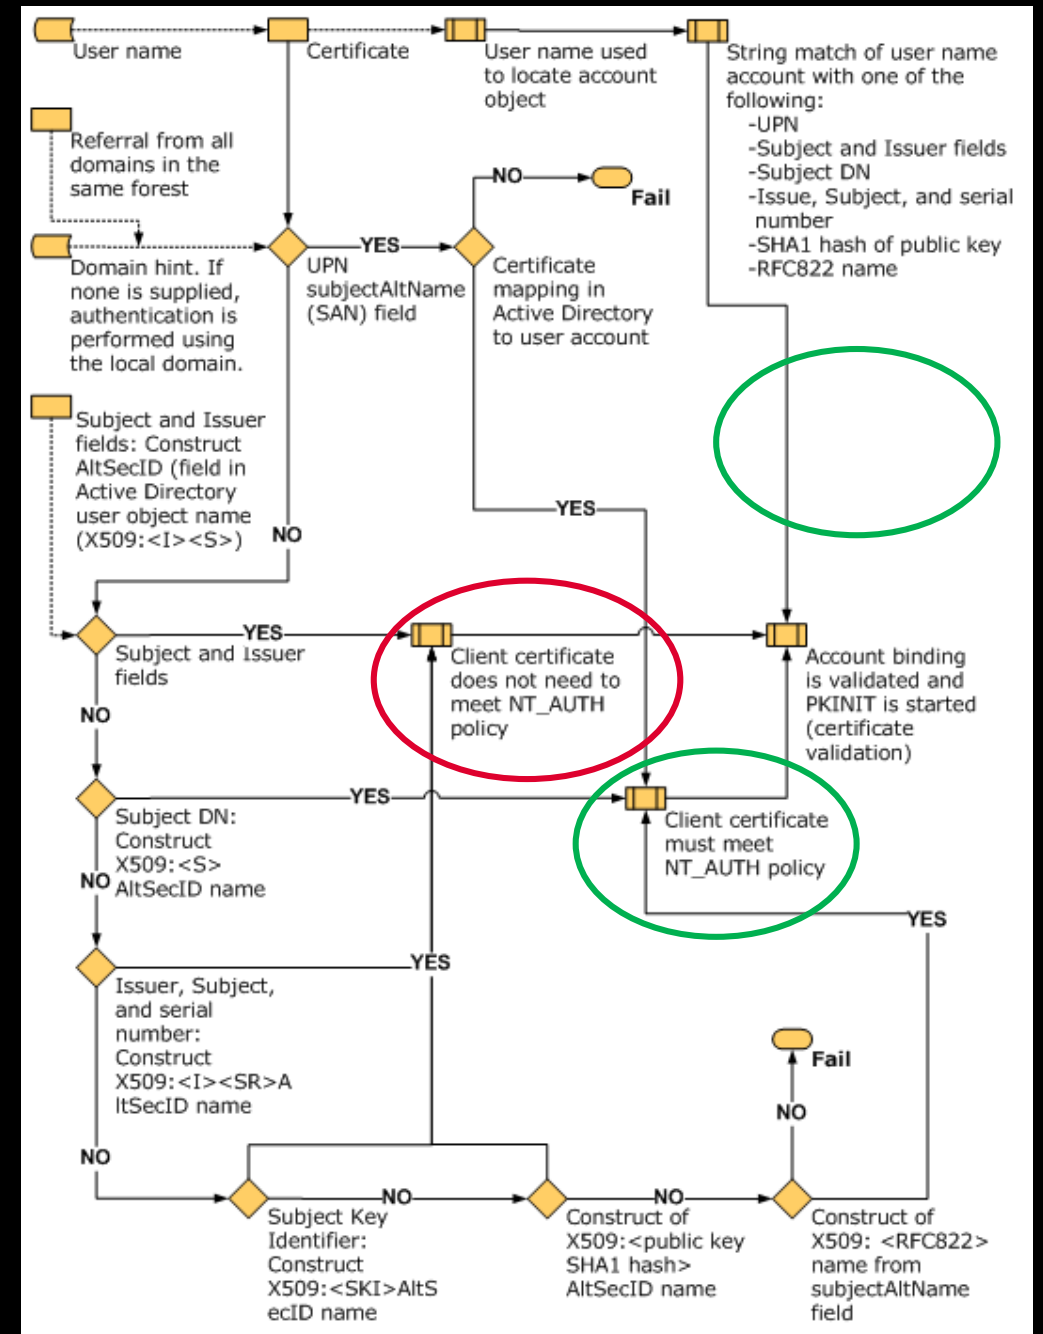 User name
Certificate
User name used
to locate account
object
String match of user name
account with one of the
following:
-UPN
-Subject and Issuer fields
-Subject DN
-Issue, Subject, and serial
number
-SHA1 hash of public key
-RFC822 name
Referral from all
domains in the
same forest
NO
Fail
Domain hint. If
none is supplied,
authentication is
performed using
the local domain.
YES
UPN
subjectAltName
(SAN) field
Certificate
mapping in
Active Directory
to user account
Subject and Issuer
fields: Construct
AltSecID (field in
Active Directory
user object name
(X509:<I><S>)
NO
YES
YES
Subject and Issuer
fields
Client certificate
does not need to
meet NT_AUTH
policy
Account binding
is validated and
PKINIT is started
(certificate
validation)
NO
YES
Subject DN:
Construct
X509:<S>
AltSecID name
Client certificate
must meet
NT_AUTH policy
NO
YES
YES
Issuer, Subject,
and serial
number:
Construct
X509:<I><SR>A
ltSecID name
Fail
NO
NO
NO
NO
Subject Key
Identifier:
Construct
X509:<SKI>AltS
ecID name
Construct of
X509:<public key
SHA1 hash>
AltSecID name
Construct of
X509: <RFC822>
name from
subjectAltName
field